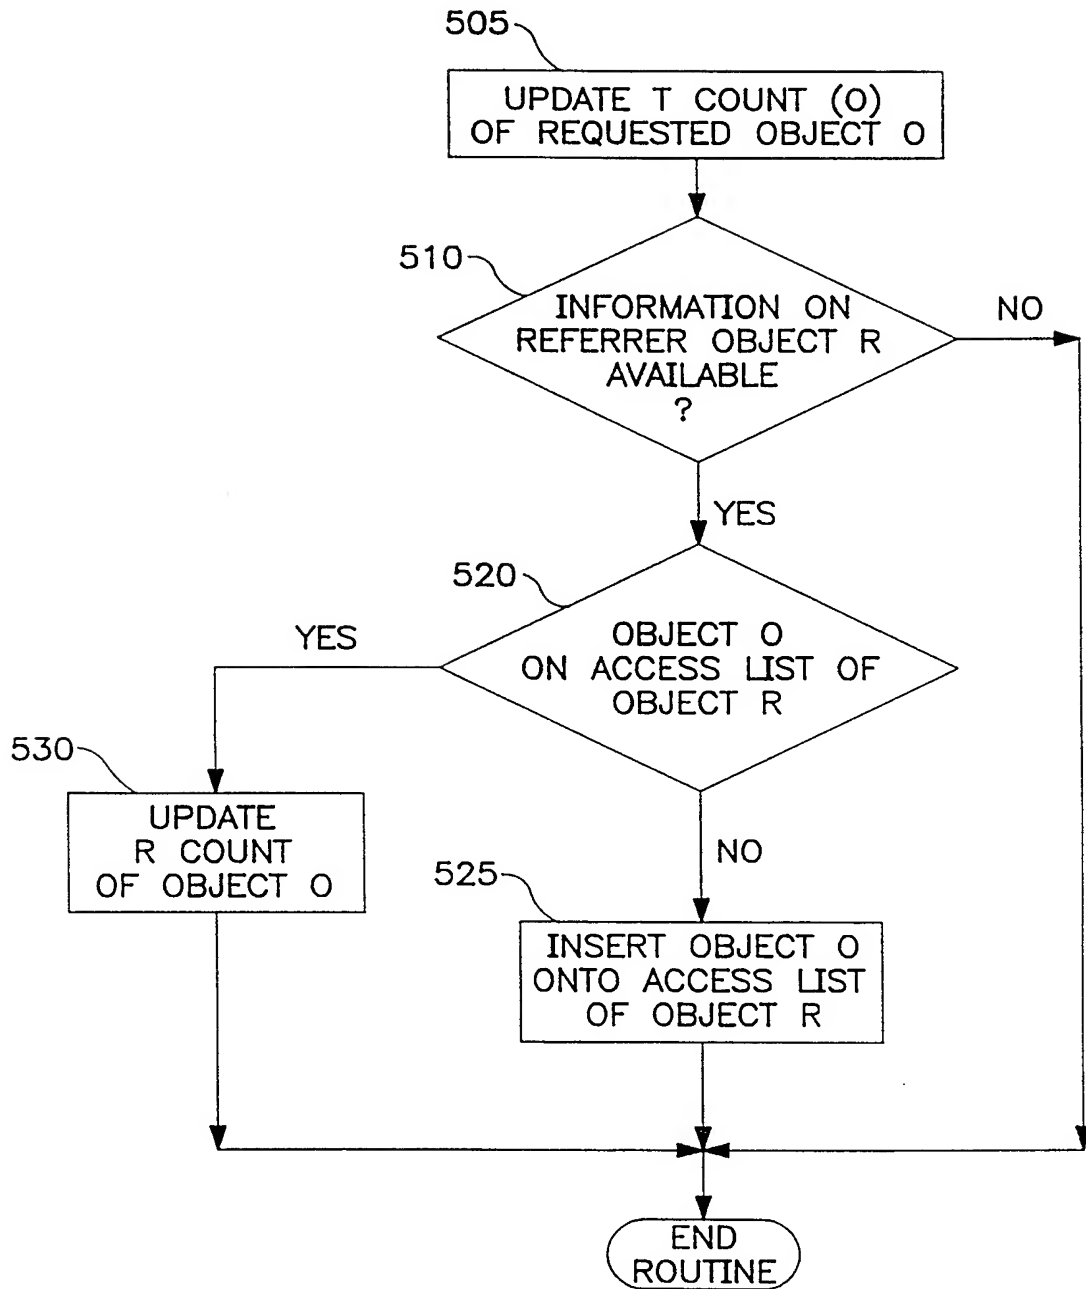 505
UPDATE T COUNT (O)
OF REQUESTED OBJECT O
510
INFORMATION ON
REFERRER OBJECT R
AVAILABLE
?
NO
YES
520
OBJECT O
ON ACCESS LIST OF
OBJECT R
YES
530
UPDATE
R COUNT
OF OBJECT O
NO
525
INSERT OBJECT O
ONTO ACCESS LIST
OF OBJECT R
END
ROUTINE